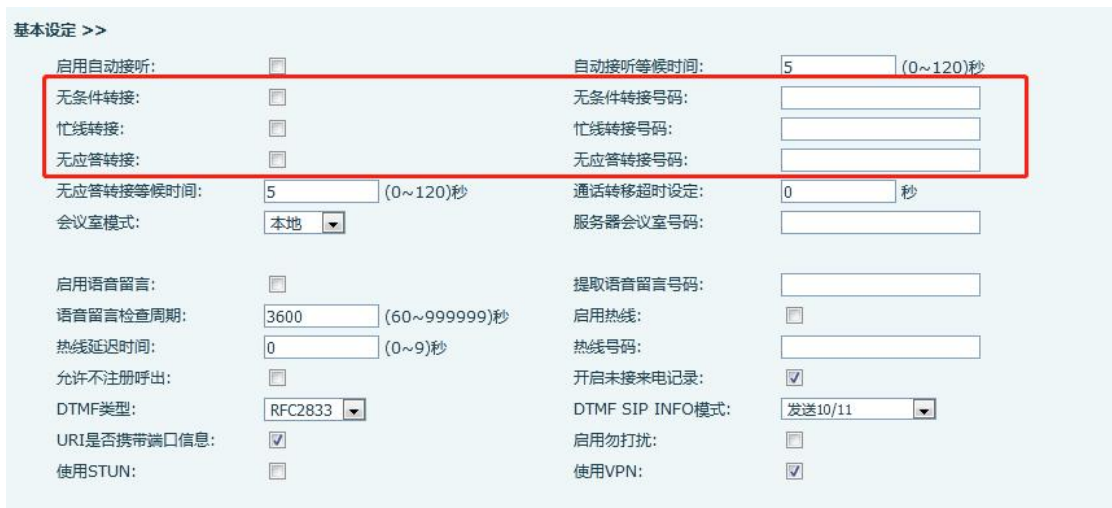 基本设定 >>
启用自动接听: 自动接听等候时间: 5 (0~120)秒
无条件转接: 无条件转接号码:
忙线转接: 忙线转接号码:
无应答转接: 无应答转接号码:
无应答转接等候时间: 5 (0~120)秒 通话转移超时设定: 0 秒
会议室模式: 本地 服务器会议室号码:
启用语音留言: 提取语音留言号码:
语音留言检查周期: 3600 (60~999999)秒 启用热线:
热线延迟时间: 0 (0~9)秒 热线号码:
允许不注册呼出: 开启未接来电记录:
DTMF类型: RFC2833 DTMF SIP INFO模式: 发送10/11
URI是否携带端口信息: 启用勿打扰:
使用STUN: 使用VPN: